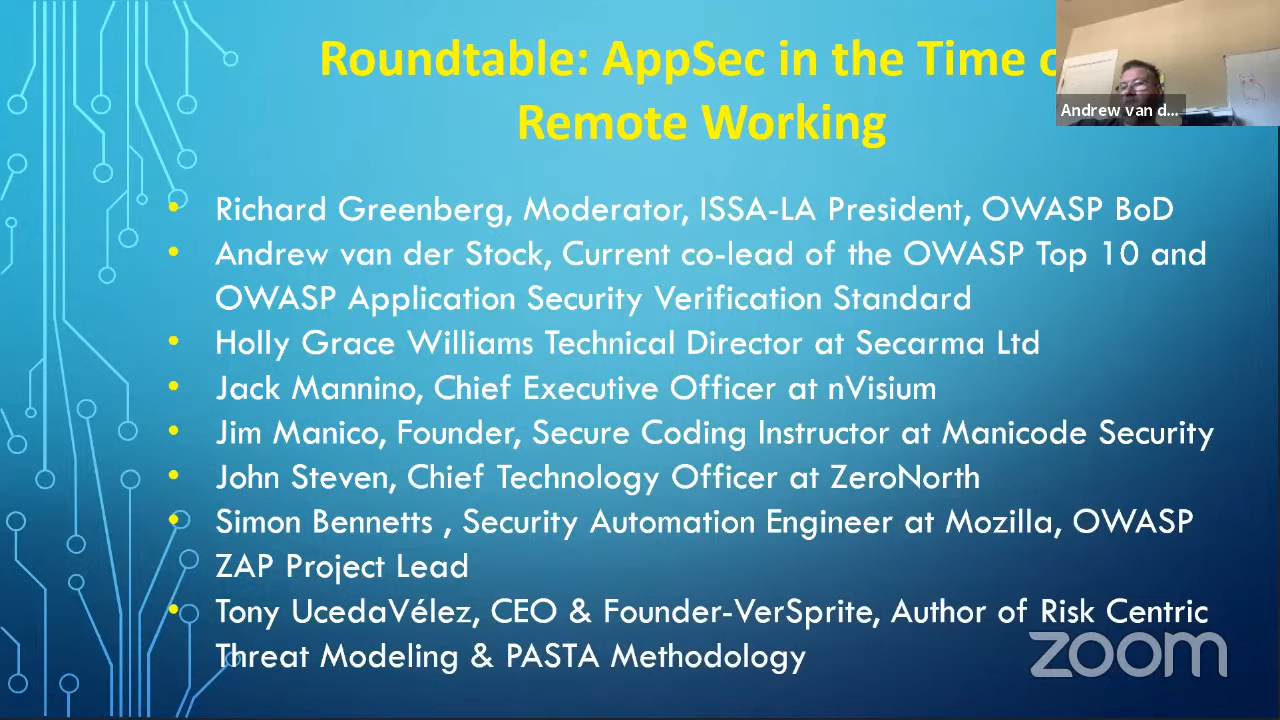 Roundtable: AppSec in the Time
Remote Working
Andrew van d...
Richard Greenberg, Moderator, ISSA-LA President, OWASP BoD
Andrew van der Stock, Current co-lead of the OWASP Top 10 and
OWASP Application Security Verification Standard
Holly Grace Williams Technical Director at Secarma Ltd
Jack Mannino, Chief Executive Officer at nVisium
Jim Manico, Founder, Secure Coding Instructor at Manicode Security
John Steven, Chief Technology Officer at ZeroNorth
Simon Bennetts , Security Automation Engineer at Mozilla, OWASP
ZAP Project Lead
Tony UcedaVélez, CEO & Founder-VerSprite, Author of Risk Centric
Threat Modeling & PASTA Methodology
zoom